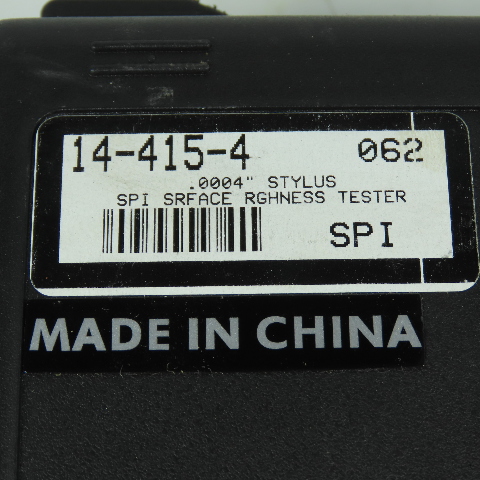 14-415-4 062
.0004" STYLUS
SPI SRFACE RGHNESS TESTER
SPI
MADE IN CHINA